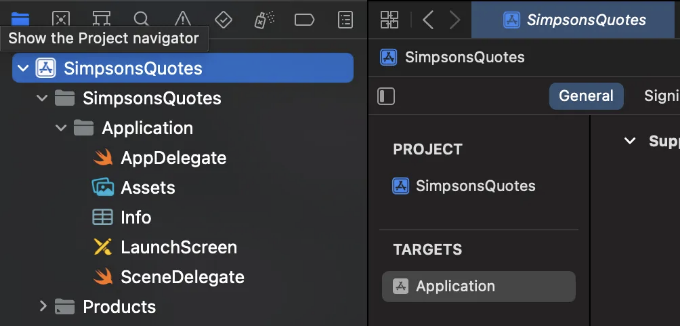 Show the Project navigator
SimpsonsQuotes
SimpsonsQuotes
Application
AppDelegate
Assets
Info
LaunchScreen
SceneDelegate
Products
SimpsonsQuotes
SimpsonsQuotes
General
Signi
Supp
PROJECT
SimpsonsQuotes
TARGETS
Application